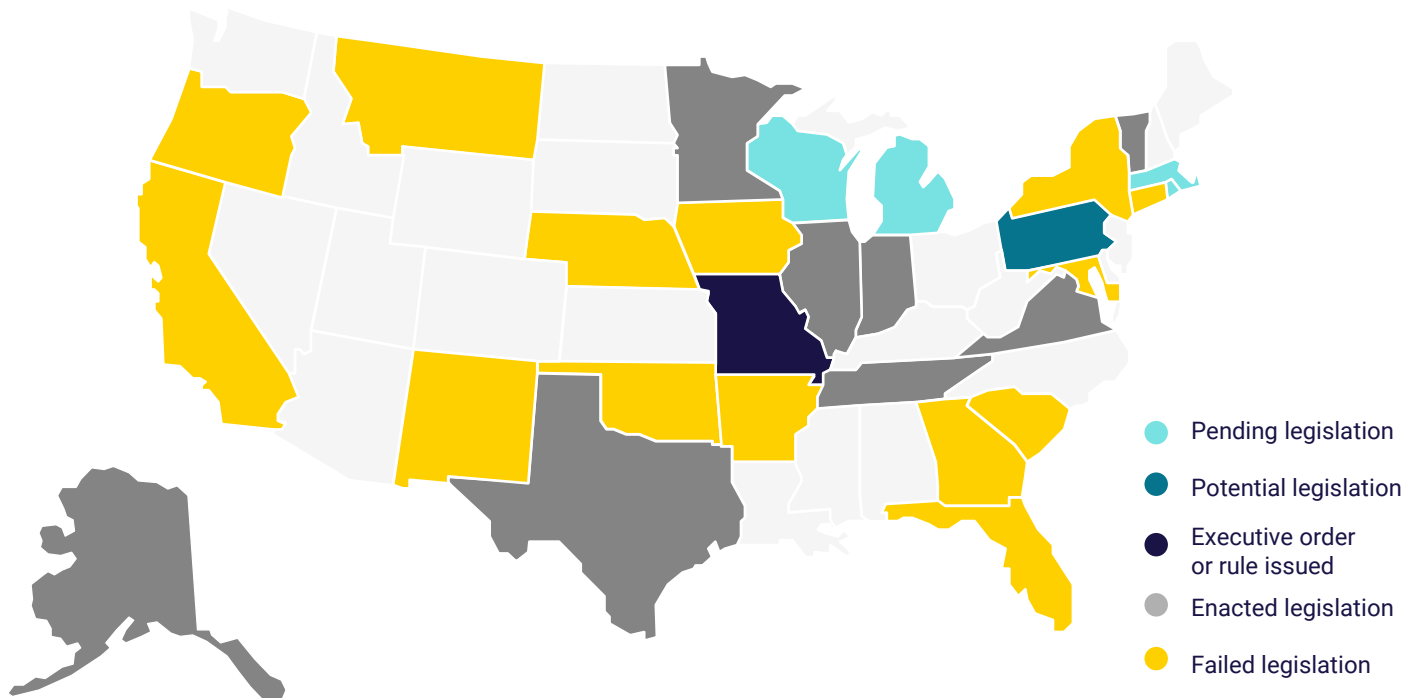 Pending legislation
Potential legislation
Executive order
or rule issued
Enacted legislation
Failed legislation